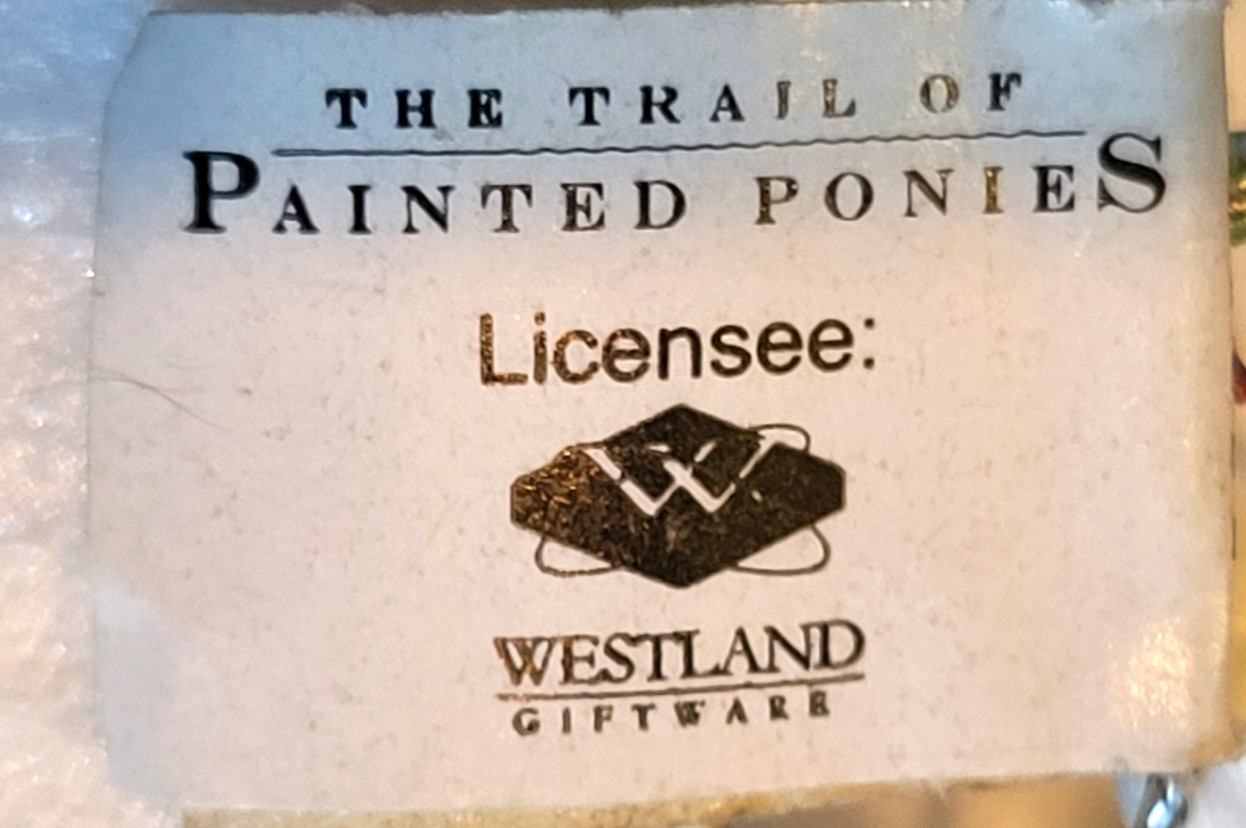 THE TRAIL OF
PAINTED PONIES
Licensee:
W
WESTLAND
GIFTWARE